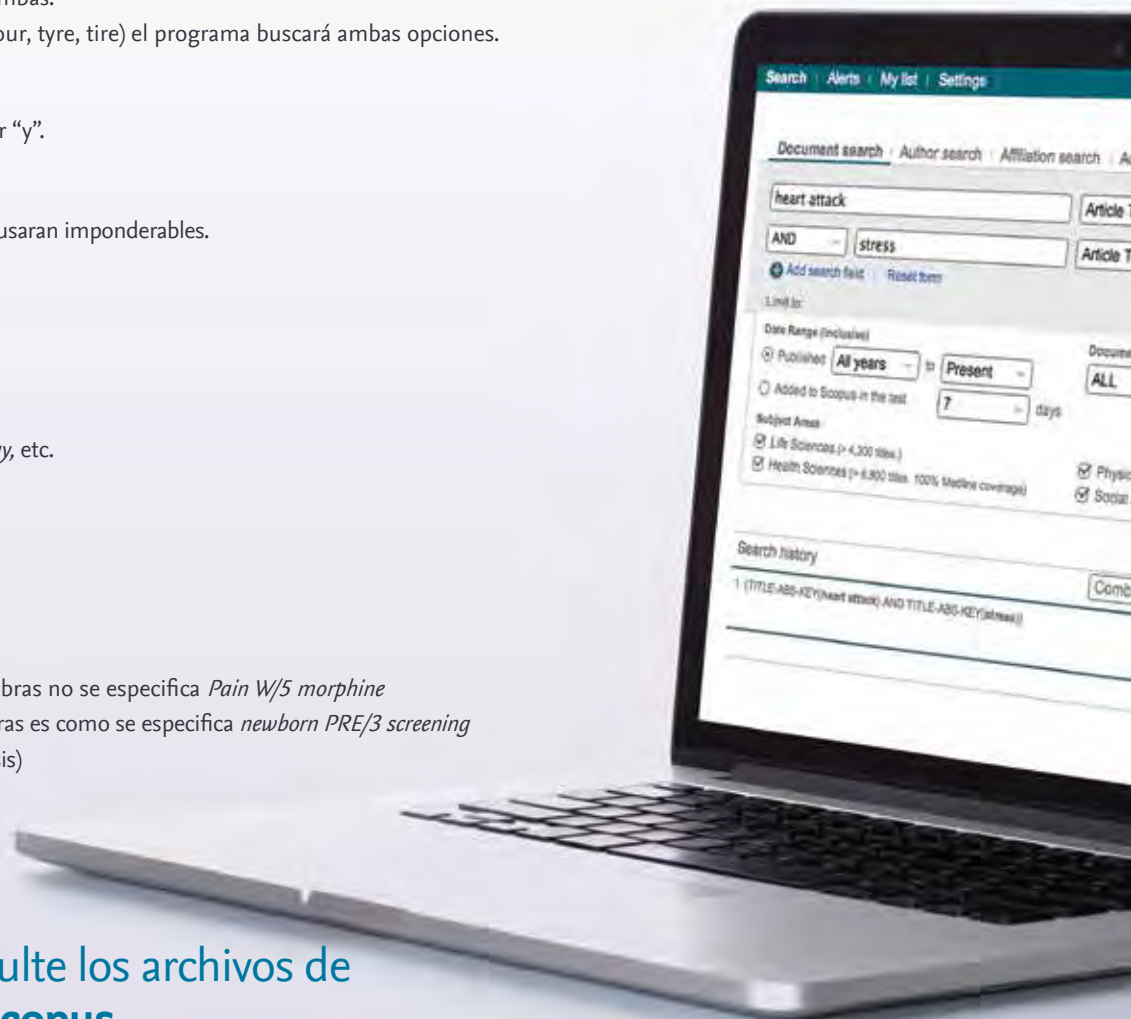 mbas.
our, tyre, tire) el programa buscará ambas opciones.
r “y”.
usaran imponderables.
y, etc.
bras no se especifica Pain W/5 morphine
ras es como se especifica newborn PRE/3 screening
sis)
ulte los archivos de
copus
Search Alerts My list Settings
Document search Author search Affiliation search
heart attack Article T
AND stress Article T
Add search field Reset form
Limit to:
Date Range (inclusive) Docume
Published All years to Present ALL
Added to Scopus in the last 7 days
Subject Areas
Life Sciences (> 4,300 titles.) Physic
Health Sciences (> 6,800 titles. 100% Medline coverage) Social
Search history Comb
1 (TITLE-ABS-KEY(heart attack) AND TITLE-ABS-KEY(stress))